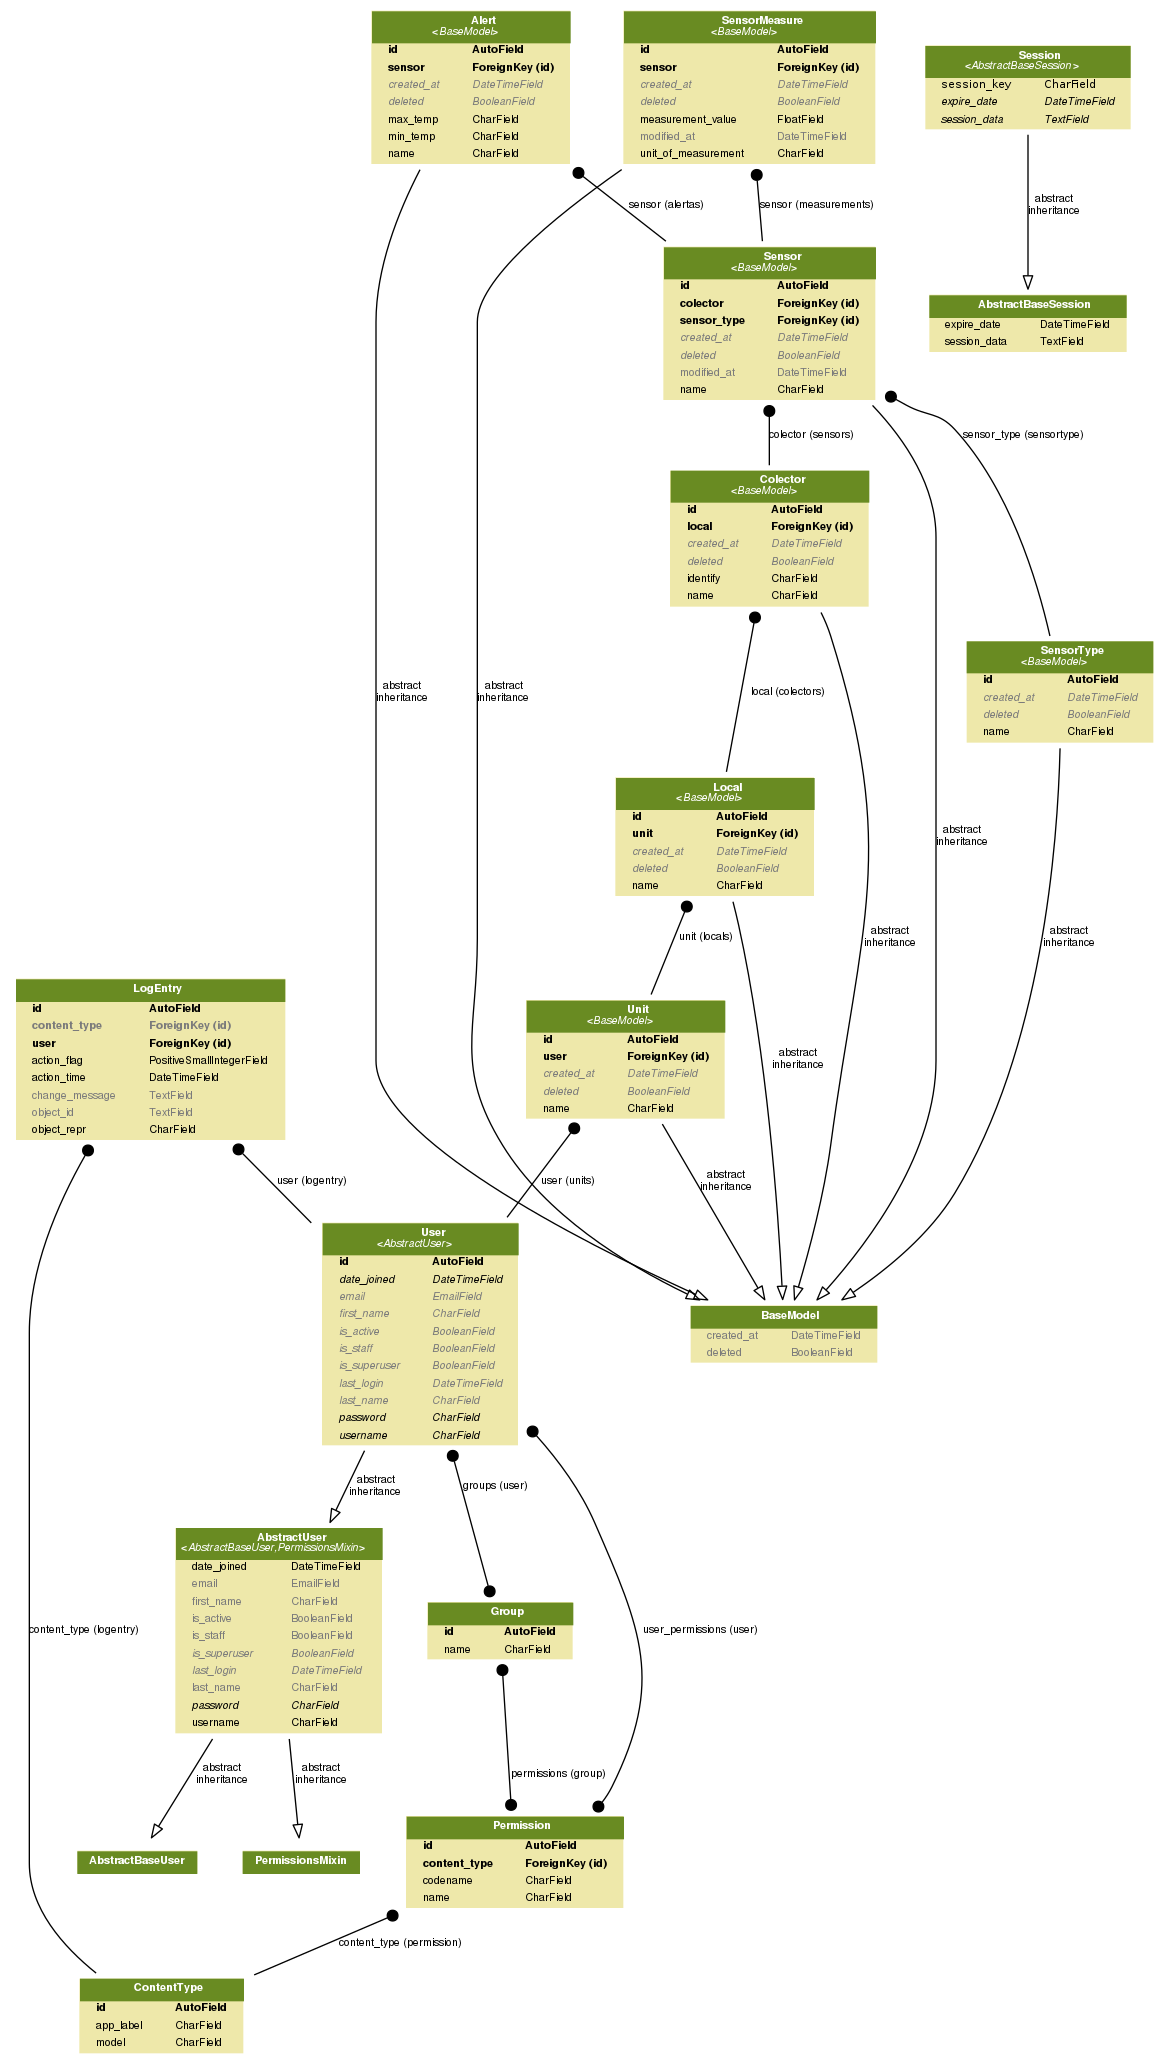 Alert
<BaseModel>
id AutoField
sensor ForeignKey (id)
created_at DateTimeField
deleted BooleanField
max_temp CharField
min_temp CharField
name CharField
SensorMeasure
<BaseModel>
id AutoField
sensor ForeignKey (id)
created_at DateTimeField
deleted BooleanField
measurement_value FloatField
modified_at DateTimeField
unit_of_measurement CharField
Session
<AbstractBaseSession>
session_key CharField
expire_date DateTimeField
session_data TextField
sensor (alertas)
sensor (measurements)
abstract
inheritance
Sensor
<BaseModel>
id AutoField
colector ForeignKey (id)
sensor_type ForeignKey (id)
created_at DateTimeField
deleted BooleanField
modified_at DateTimeField
name CharField
AbstractBaseSession
expire_date DateTimeField
session_data TextField
colector (sensors)
sensor_type (sensortype)
Colector
<BaseModel>
id AutoField
local ForeignKey (id)
created_at DateTimeField
deleted BooleanField
identify CharField
name CharField
SensorType
<BaseModel>
id AutoField
created_at DateTimeField
deleted BooleanField
name CharField
abstract
inheritance
abstract
inheritance
local (colectors)
Local
<BaseModel>
id AutoField
unit ForeignKey (id)
created_at DateTimeField
deleted BooleanField
name CharField
abstract
inheritance
unit (locals)
abstract
inheritance
abstract
inheritance
LogEntry
id AutoField
content_type ForeignKey (id)
user ForeignKey (id)
action_flag PositiveSmallIntegerField
action_time DateTimeField
change_message TextField
object_id TextField
object_repr CharField
Unit
<BaseModel>
id AutoField
user ForeignKey (id)
created_at DateTimeField
deleted BooleanField
name CharField
abstract
inheritance
user (logentry)
user (units)
abstract
inheritance
User
<AbstractUser>
id AutoField
date_joined DateTimeField
email EmailField
first_name CharField
is_active BooleanField
is_staff BooleanField
is_superuser BooleanField
last_login DateTimeField
last_name CharField
password CharField
username CharField
BaseModel
created_at DateTimeField
deleted BooleanField
abstract
inheritance
groups (user)
AbstractUser
<AbstractBaseUser,PermissionsMixin>
date_joined DateTimeField
email EmailField
first_name CharField
is_active BooleanField
is_staff BooleanField
is_superuser BooleanField
last_login DateTimeField
last_name CharField
password CharField
username CharField
Group
id AutoField
name CharField
content_type (logentry)
user_permissions (user)
abstract
inheritance
abstract
inheritance
permissions (group)
AbstractBaseUser
PermissionsMixin
Permission
id AutoField
content_type ForeignKey (id)
codename CharField
name CharField
content_type (permission)
ContentType
id AutoField
app_label CharField
model CharField